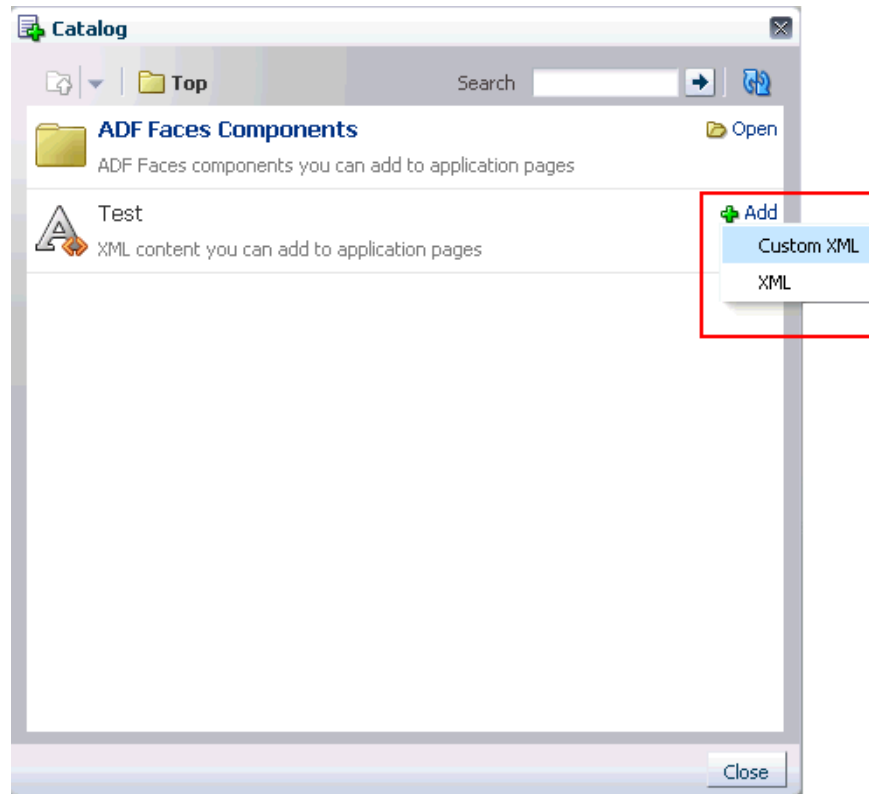 Catalog
Top Search
ADF Faces Components Open
ADF Faces components you can add to application pages
Test Add
XML content you can add to application pages
Custom XML
XML
Close